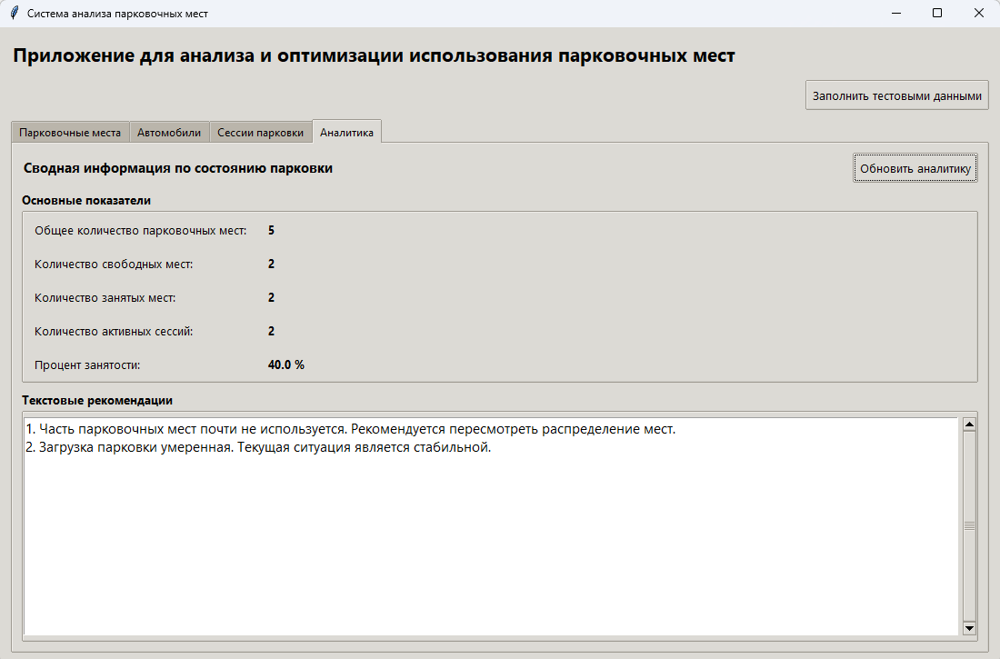 Система анализа парковочных мест
Приложение для анализа и оптимизации использования парковочных мест
Заполнить тестовыми данными
Парковочные места Автомобили Сессии парковки Аналитика
Сводная информация по состоянию парковки Обновить аналитику
Основные показатели
Общее количество парковочных мест: 5
Количество свободных мест: 2
Количество занятых мест: 2
Количество активных сессий: 2
Процент занятости: 40.0 %
Текстовые рекомендации
1. Часть парковочных мест почти не используется. Рекомендуется пересмотреть распределение мест.
2. Загрузка парковки умеренная. Текущая ситуация является стабильной.